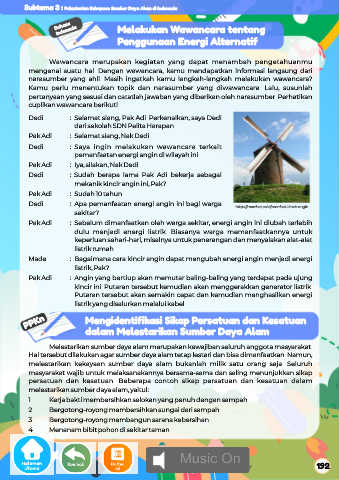 Subtema 3 | Pelestarian Kekayaan Sumber Daya Alam di Indonesia
Bahasa
Indonesia
Melakukan Wawancara tentang
Penggunaan Energi Alternatif
Wawancara merupakan kegiatan yang dapat menambah pengetahuanmu
mengenai suatu hal Dengan wawancara, kamu mendapatkan informasi langsung dari
narasumber yang ahli Masih ingatkah kamu langkah-langkah melakukan wawancara?
Kamu perlu menentukan topik dan narasumber yang diwawancara Lalu, susunlah
pertanyaan yang sesuai dan catatlah jawaban yang diberikan oleh narasumber Perhatikan
cuplikan wawancara berikut!
Dedi : Selamat siang, Pak Adi Perkenalkan, saya Dedi
dari sekolah SDN Pelita Harapan
Pak Adi : Selamat siang, Nak Dedi
Dedi : Saya ingin melakukan wawancara terkait
pemanfaatan energi angin di wilayah ini
Pak Adi : Iya, silakan, Nak Dedi
Dedi : Sudah berapa lama Pak Adi bekerja sebagai
mekanik kincir angin ini, Pak?
Pak Adi : Sudah 10 tahun
Dedi : Apa pemanfaatan energi angin ini bagi warga
sekitar?
Pak Adi : Sebelum dimanfaatkan oleh warga sekitar, energi angin ini diubah terlebih
dulu menjadi energi listrik Biasanya warga memanfaatkannya untuk
keperluan sehari-hari, misalnya untuk penerangan dan menyalakan alat-alat
listrik rumah
Made : Bagaimana cara kincir angin dapat mengubah energi angin menjadi energi
listrik, Pak?
Pak Adi : Angin yang bertiup akan memutar baling-baling yang terdapat pada ujung
kincir ini Putaran tersebut kemudian akan menggerakkan generator listrik
Putaran tersebut akan semakin cepat dan kemudian menghasilkan energi
listrik yang disalurkan melalui kabel
PPKn
Mengidentifikasi Sikap Persatuan dan Kesatuan
dalam Melestarikan Sumber Daya Alam
Melestarikan sumber daya alam merupakan kewajiban seluruh anggota masyarakat
Hal tersebut dilakukan agar sumber daya alam tetap lestari dan bisa dimanfaatkan Namun,
melestarikan kekayaan sumber daya alam bukanlah milik satu orang saja Seluruh
masyarakat wajib untuk melaksanakannya bersama-sama dan saling menunjukkan sikap
persatuan dan kesatuan Beberapa contoh sikap persatuan dan kesatuan dalam
melestarikan sumber daya alam, yaitu:
1 Kerja bakti membersihkan selokan yang penuh dengan sampah
2 Bergotong-royong membersihkan sungai dari sampah
3 Bergotong-royong membangun sarana kebersihan
4 Menanam bibit pohon di sekitar taman
Halaman
Utama
Music On
192